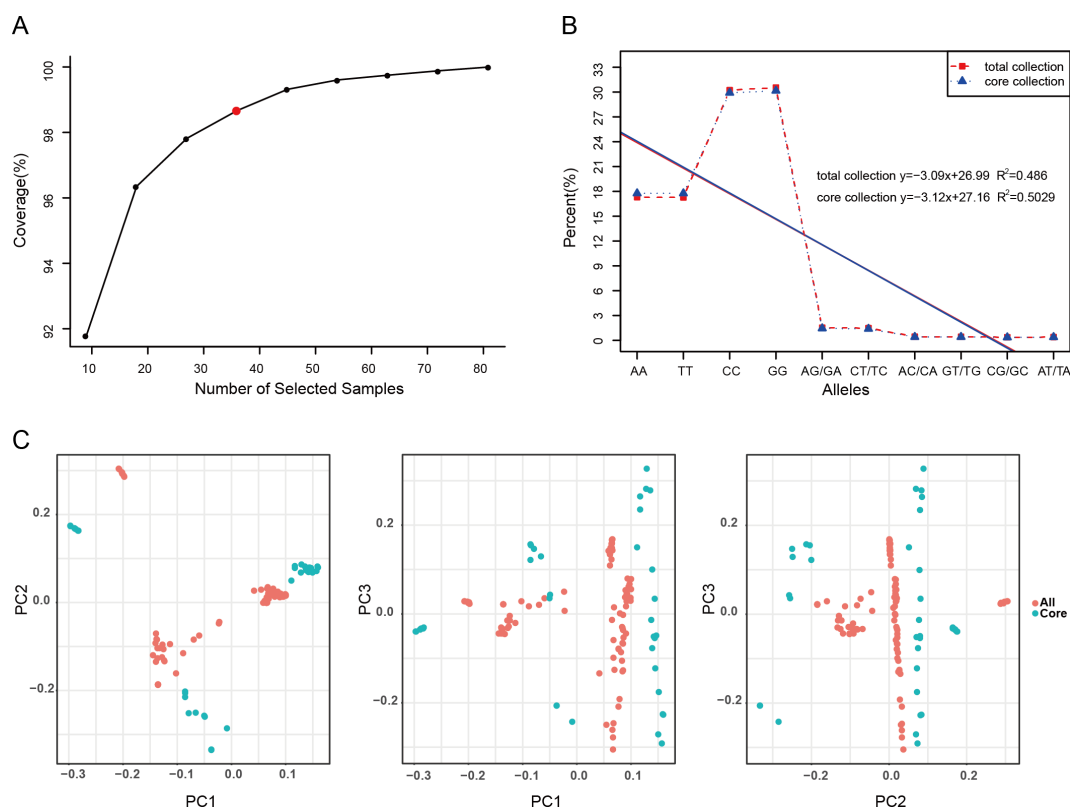 A
Coverage(%)
100
98
96
94
92
10 20 30 40 50 60 70 80
Number of Selected Samples
B
Percent(%)
33
30
27
24
21
18
15
12
9
6
3
0
total collection
core collection
total collection y=−3.09x+26.99 R²=0.486
core collection y=−3.12x+27.16 R²=0.5029
AA TT CC GG AG/GA CT/TC AC/CA GT/TG CG/GC AT/TA
Alleles
C
PC2
0.2
0.0
−0.2
−0.3 −0.2 −0.1 0.0 0.1
PC1
PC3
0.2
0.0
−0.2
−0.3 −0.2 −0.1 0.0 0.1
PC1
PC3
0.2
0.0
−0.2
−0.2 0.0 0.2
PC2
All
Core